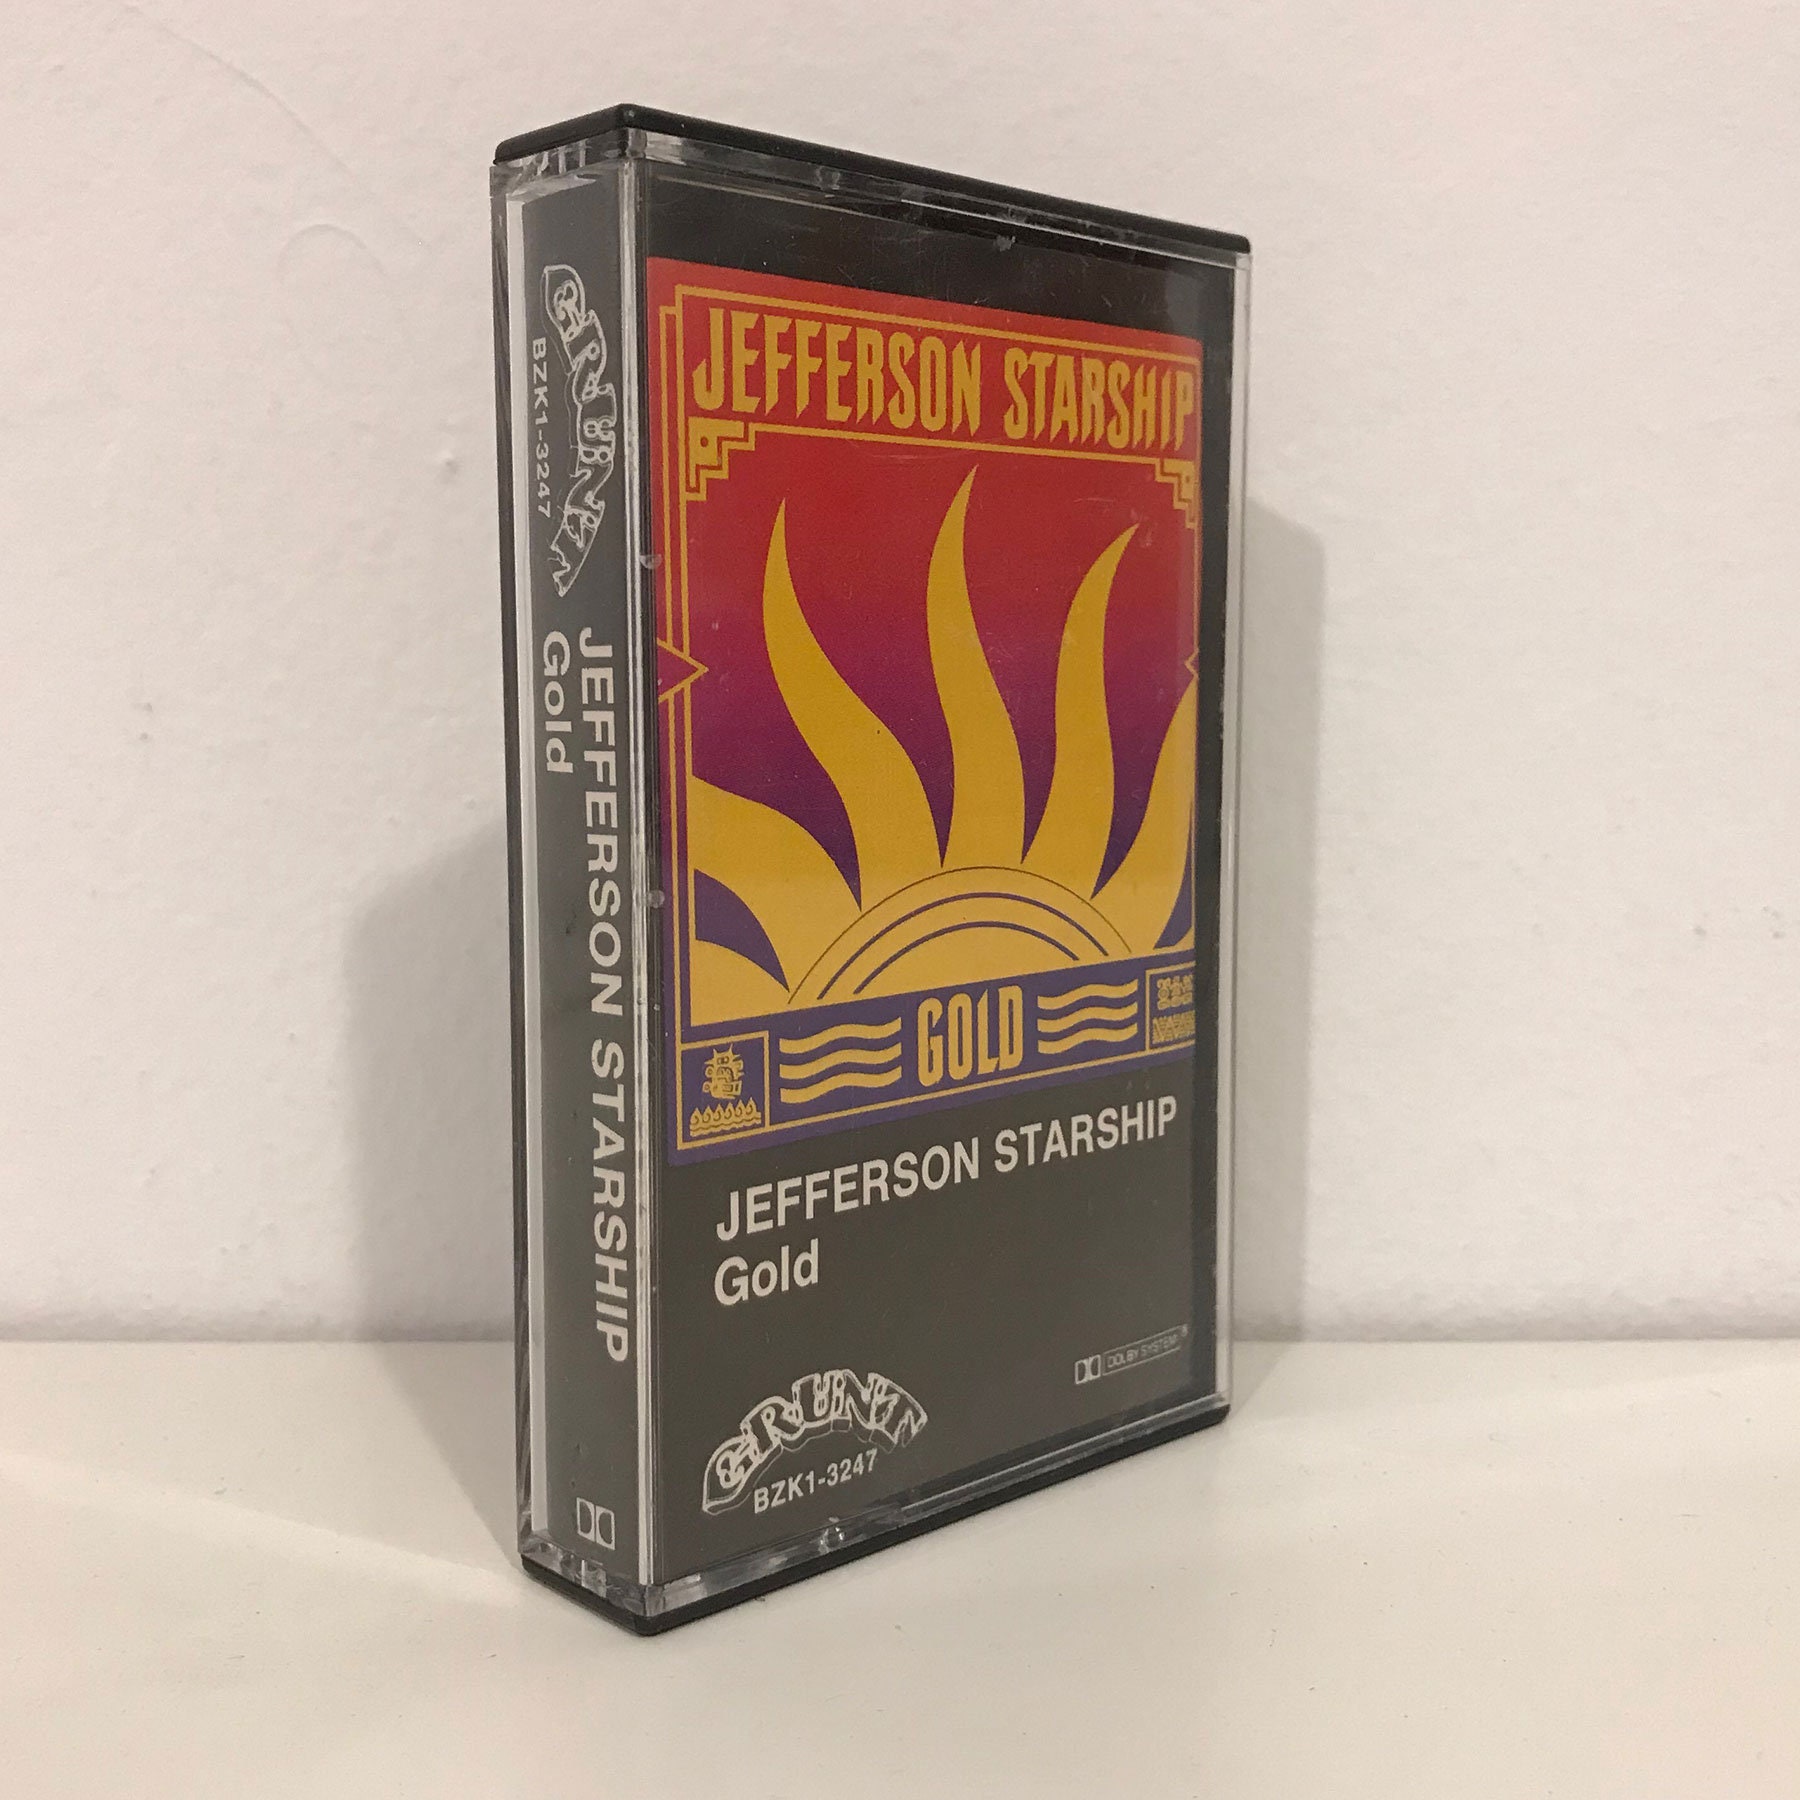 GRUNT
BZK1-3247
JEFFERSON STARSHIP
Gold
JEFFERSON STARSHIP
GOLD
JEFFERSON STARSHIP
Gold
DOLBY SYSTEM®
GRUNT
BZK1-3247